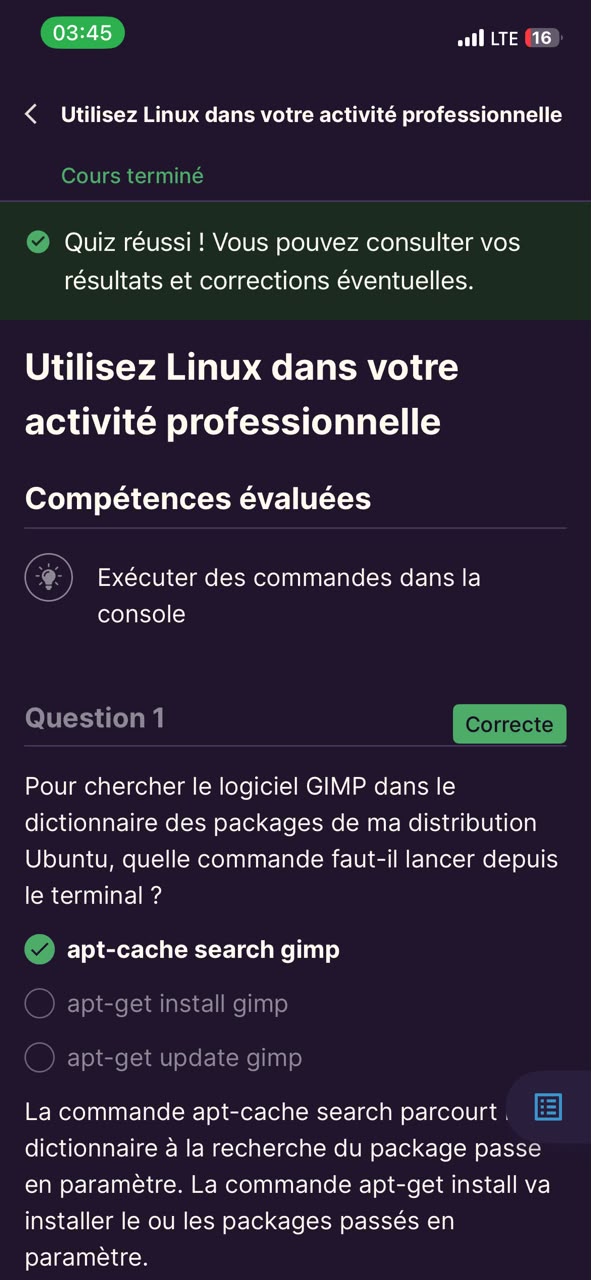 03:45
LTE 16
Utilisez Linux dans votre activité professionnelle
Cours terminé
Quiz réussi ! Vous pouvez consulter vos
résultats et corrections éventuelles.
Utilisez Linux dans votre
activité professionnelle
Compétences évaluées
Exécuter des commandes dans la
console
Question 1
Correcte
Pour chercher le logiciel GIMP dans le
dictionnaire des packages de ma distribution
Ubuntu, quelle commande faut-il lancer depuis
le terminal ?
apt-cache search gimp
apt-get install gimp
apt-get update gimp
La commande apt-cache search parcourt
dictionnaire à la recherche du package passé
en paramètre. La commande apt-get install va
installer le ou les packages passés en
paramètre.